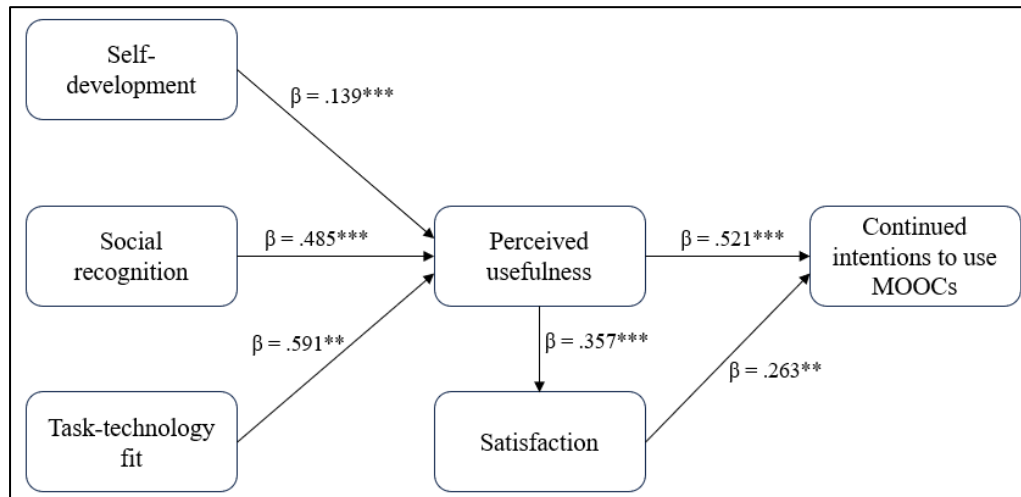 Self-
development
β = .139***
Social
recognition
β = .485***
Perceived
usefulness
β = .521***
Continued
intentions to use
MOOCs
β = .591**
β = .357***
β = .263**
Task-technology
fit
Satisfaction